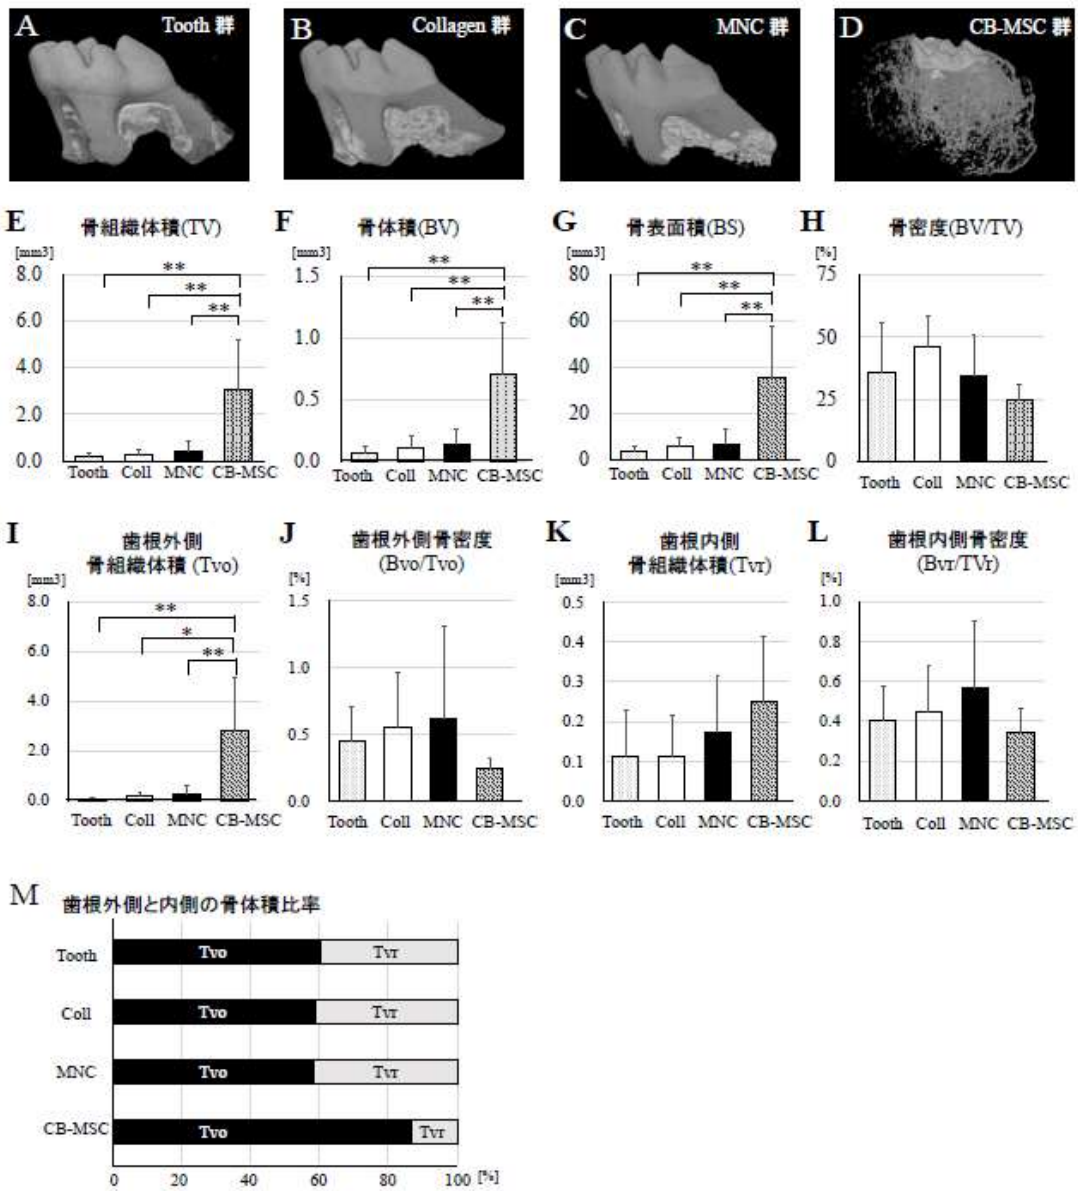 A Tooth 群
B Collagen 群
C MNC 群
D CB-MSC 群
E 骨組織体積(TV)
[mm3]
8.0
6.0
4.0
2.0
0.0
**
**
**
Tooth Coll MNC CB-MSC
F 骨体積(BV)
[mm3]
1.5
1.0
0.5
0.0
**
**
**
Tooth Coll MNC CB-MSC
G 骨表面積(BS)
[mm3]
80
60
40
20
0
**
**
**
Tooth Coll MNC CB-MSC
H 骨密度(BV/TV)
[%]
75
50
25
0
Tooth Coll MNC CB-MSC
I 歯根外側
骨組織体積 (Tvo)
[mm3]
8.0
6.0
4.0
2.0
0.0
**
*
**
Tooth Coll MNC CB-MSC
J 歯根外側骨密度
(Bvo/Tvo)
[%]
1.5
1.0
0.5
0.0
Tooth Coll MNC CB-MSC
K 歯根内側
骨組織体積(Tvr)
[mm3]
0.5
0.4
0.3
0.2
0.1
0.0
Tooth Coll MNC CB-MSC
L 歯根内側骨密度
(Bvr/TVr)
[%]
1.0
0.8
0.6
0.4
0.2
0.0
Tooth Coll MNC CB-MSC
M 歯根外側と内側の骨体積比率
Tooth Tvo Tvr
Coll Tvo Tvr
MNC Tvo Tvr
CB-MSC Tvo Tvr
0 20 40 60 80 100 [%]